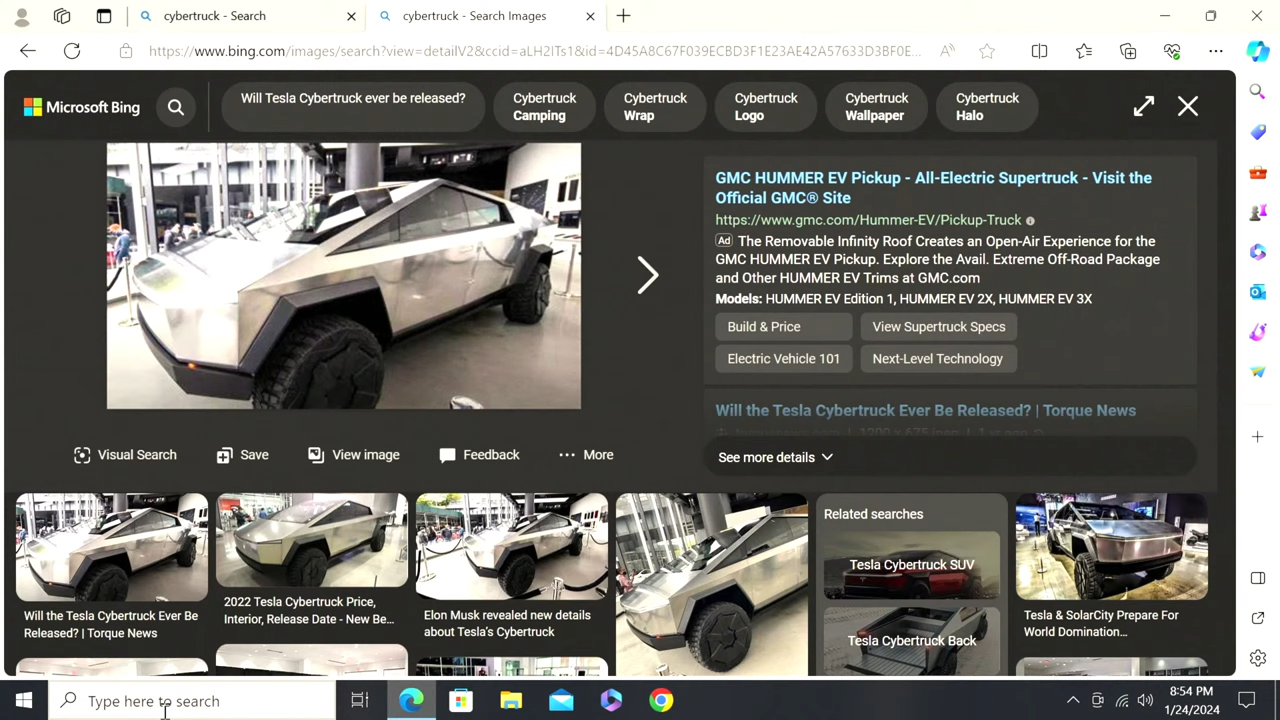 cybertruck - Search
cybertruck - Search Images
https://www.bing.com/images/search?view=detailV2&ccid=aLH2ITs1&id=4D45A8C67F039ECBD3F1E23AE42A57633D3BF0E...
Microsoft Bing
Will Tesla Cybertruck ever be released?
Cybertruck
Camping
Cybertruck
Wrap
Cybertruck
Logo
Cybertruck
Wallpaper
Cybertruck
Halo
GMC HUMMER EV Pickup - All-Electric Supertruck - Visit the
Official GMC® Site
https://www.gmc.com/Hummer-EV/Pickup-Truck
Ad The Removable Infinity Roof Creates an Open-Air Experience for the
GMC HUMMER EV Pickup. Explore the Avail. Extreme Off-Road Package
and Other HUMMER EV Trims at GMC.com
Models: HUMMER EV Edition 1, HUMMER EV 2X, HUMMER EV 3X
Build & Price
View Supertruck Specs
Electric Vehicle 101
Next-Level Technology
Will the Tesla Cybertruck Ever Be Released? | Torque News
See more details
Visual Search
Save
View image
Feedback
More
Will the Tesla Cybertruck Ever Be
Released? | Torque News
2022 Tesla Cybertruck Price,
Interior, Release Date - New Be...
Elon Musk revealed new details
about Tesla's Cybertruck
Related searches
Tesla Cybertruck SUV
Tesla Cybertruck Back
Tesla & SolarCity Prepare For
World Domination...
Type here to search
8:54 PM
1/24/2024